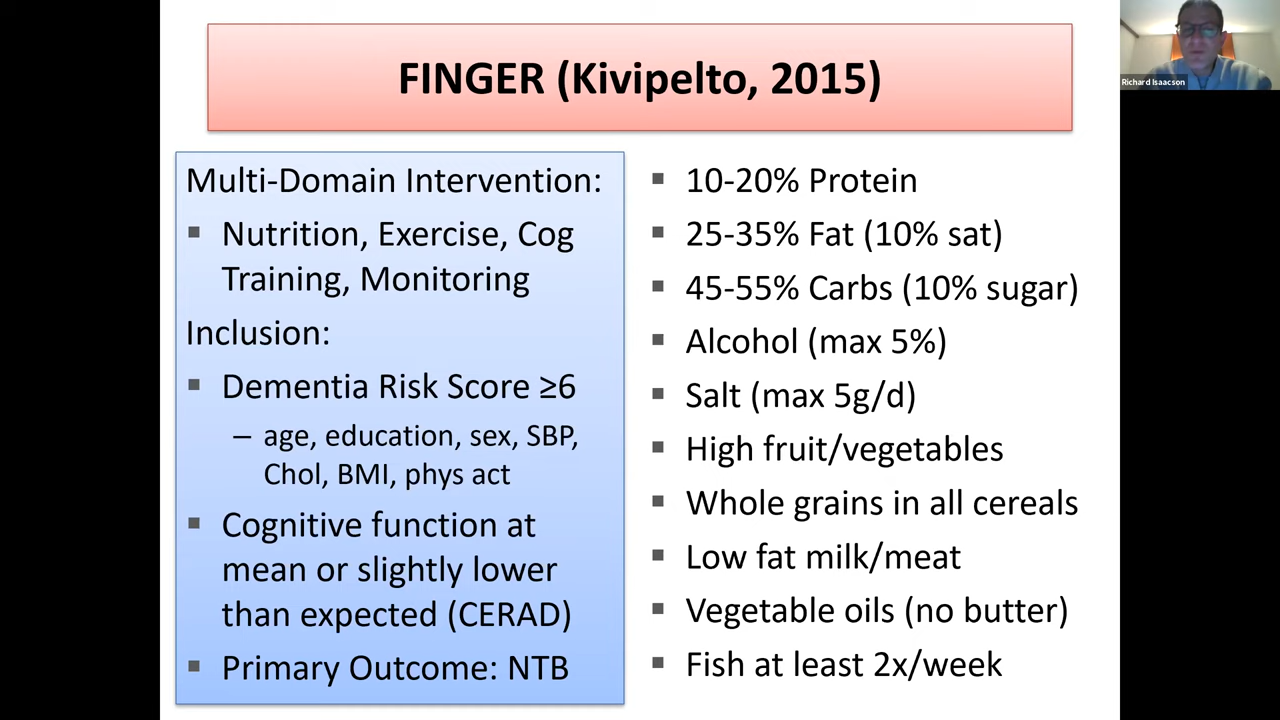 FINGER (Kivipelto, 2015)
Multi-Domain Intervention:
▪ Nutrition, Exercise, Cog
Training, Monitoring
Inclusion:
▪ Dementia Risk Score ≥6
– age, education, sex, SBP,
Chol, BMI, phys act
▪ Cognitive function at
mean or slightly lower
than expected (CERAD)
▪ Primary Outcome: NTB
▪ 10-20% Protein
▪ 25-35% Fat (10% sat)
▪ 45-55% Carbs (10% sugar)
▪ Alcohol (max 5%)
▪ Salt (max 5g/d)
▪ High fruit/vegetables
▪ Whole grains in all cereals
▪ Low fat milk/meat
▪ Vegetable oils (no butter)
▪ Fish at least 2x/week
Richard Isaacson